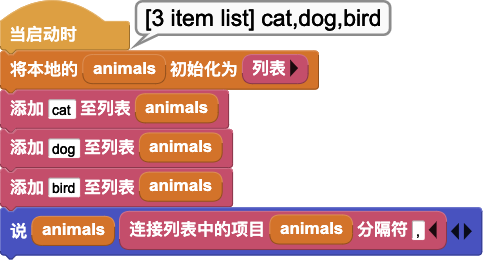 [3 item list] cat,dog,bird
当启动时
将本地的 animals 初始化为 列表
添加 cat 至列表 animals
添加 dog 至列表 animals
添加 bird 至列表 animals
说 animals 连接列表中的项目 animals 分隔符 ,